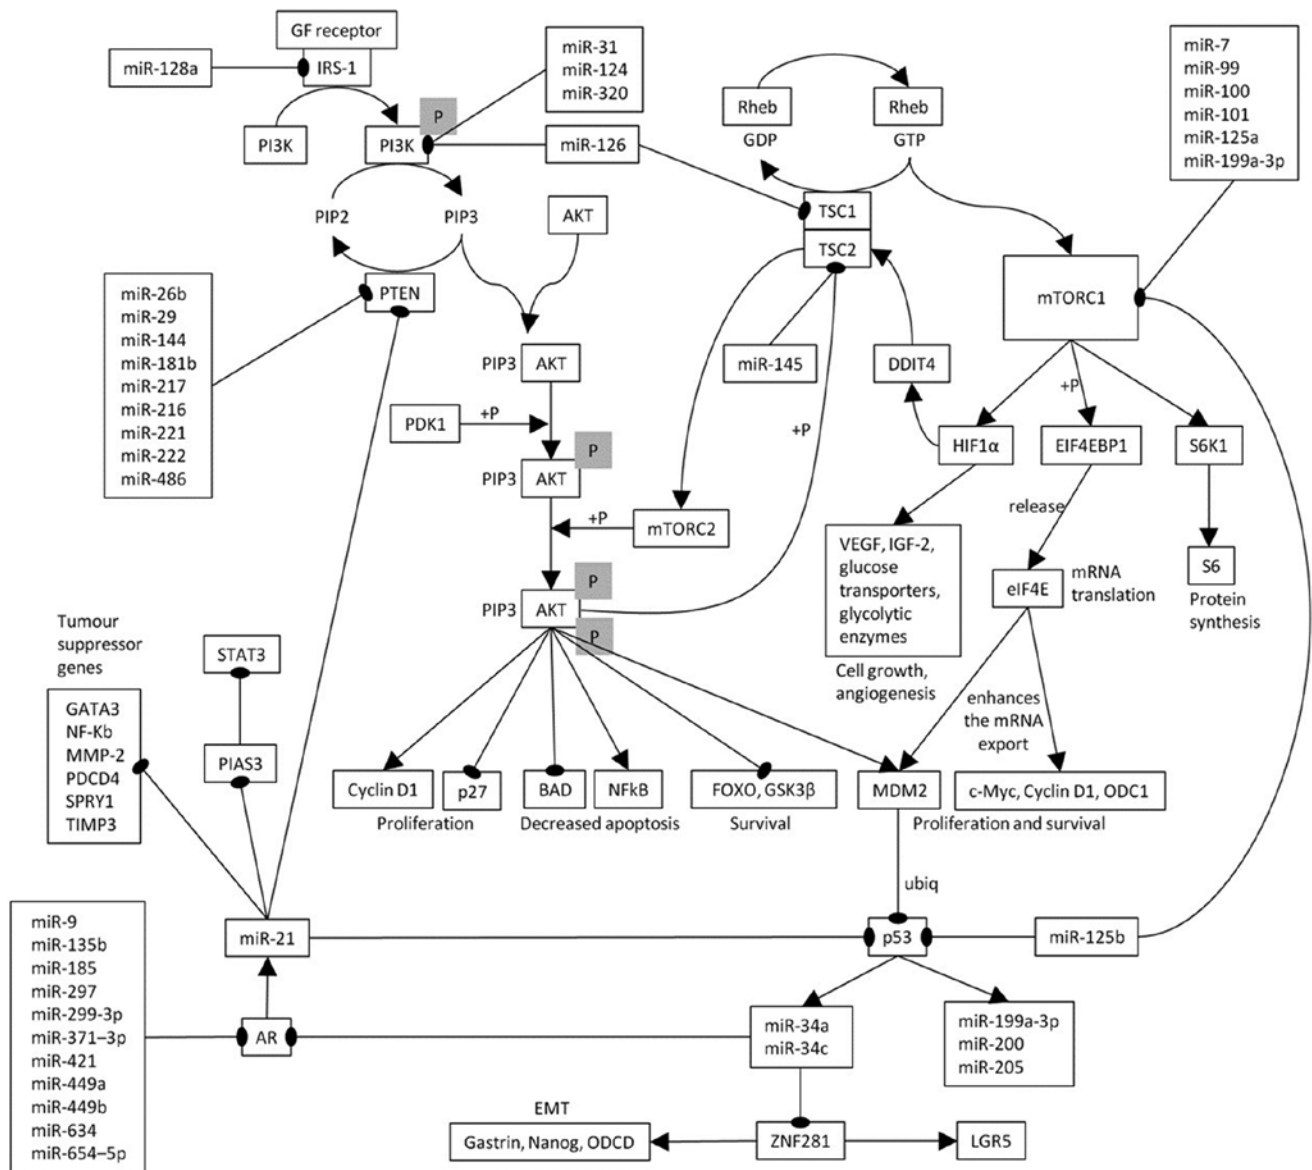 GF receptor
IRS-1
miR-128a
miR-31
miR-124
miR-320
miR-7
miR-99
miR-100
miR-101
miR-125a
miR-199a-3p
Rheb
GDP
Rheb
GTP
P
PI3K
PI3K
miR-126
PIP2
PIP3
AKT
TSC1
TSC2
mTORC1
PTEN
miR-26b
miR-29
miR-144
miR-181b
miR-217
miR-216
miR-221
miR-222
miR-486
PIP3
AKT
miR-145
DDIT4
+P
PDK1
+P
+P
HIF1α
EIF4EBP1
S6K1
P
PIP3
AKT
release
+P
mTORC2
VEGF, IGF-2,
glucose
transporters,
glycolytic
enzymes
Cell growth,
angiogenesis
eIF4E
mRNA
translation
S6
Protein
synthesis
P
PIP3
AKT
P
Tumour
suppressor
genes
GATA3
NF-Kb
MMP-2
PDCD4
SPRY1
TIMP3
STAT3
PIAS3
enhances
the mRNA
export
Cyclin D1
p27
BAD
NFkB
FOXO, GSK3β
MDM2
c-Myc, Cyclin D1, ODC1
Proliferation
Decreased apoptosis
Survival
Proliferation and survival
ubiq
miR-9
miR-135b
miR-185
miR-297
miR-299-3p
miR-371–3p
miR-421
miR-449a
miR-449b
miR-634
miR-654–5p
miR-21
p53
miR-125b
AR
miR-34a
miR-34c
miR-199a-3p
miR-200
miR-205
EMT
Gastrin, Nanog, ODCD
ZNF281
LGR5